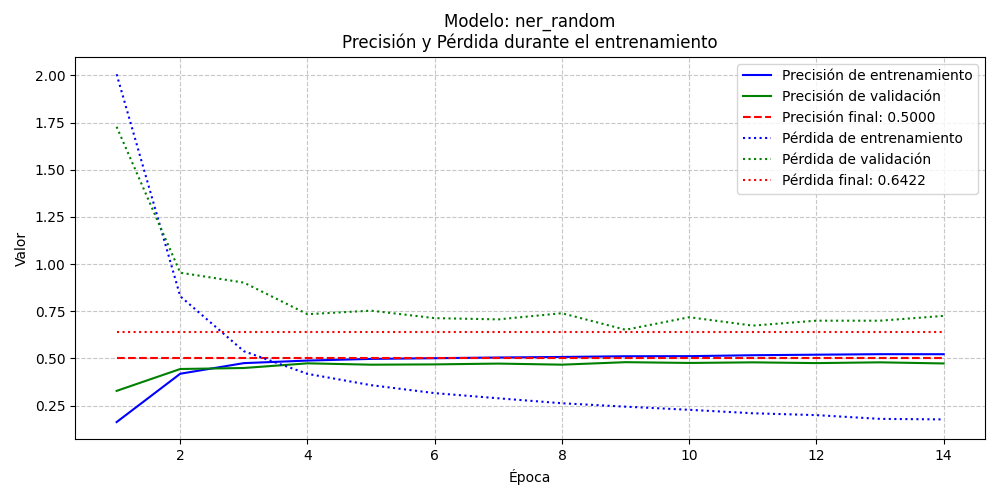 Modelo: ner_random
Precisión y Pérdida durante el entrenamiento
Precisión de entrenamiento
Precisión de validación
Precisión final: 0.5000
Pérdida de entrenamiento
Pérdida de validación
Pérdida final: 0.6422
Valor
2.00
1.75
1.50
1.25
1.00
0.75
0.50
0.25
2 4 6 8 10 12 14
Época